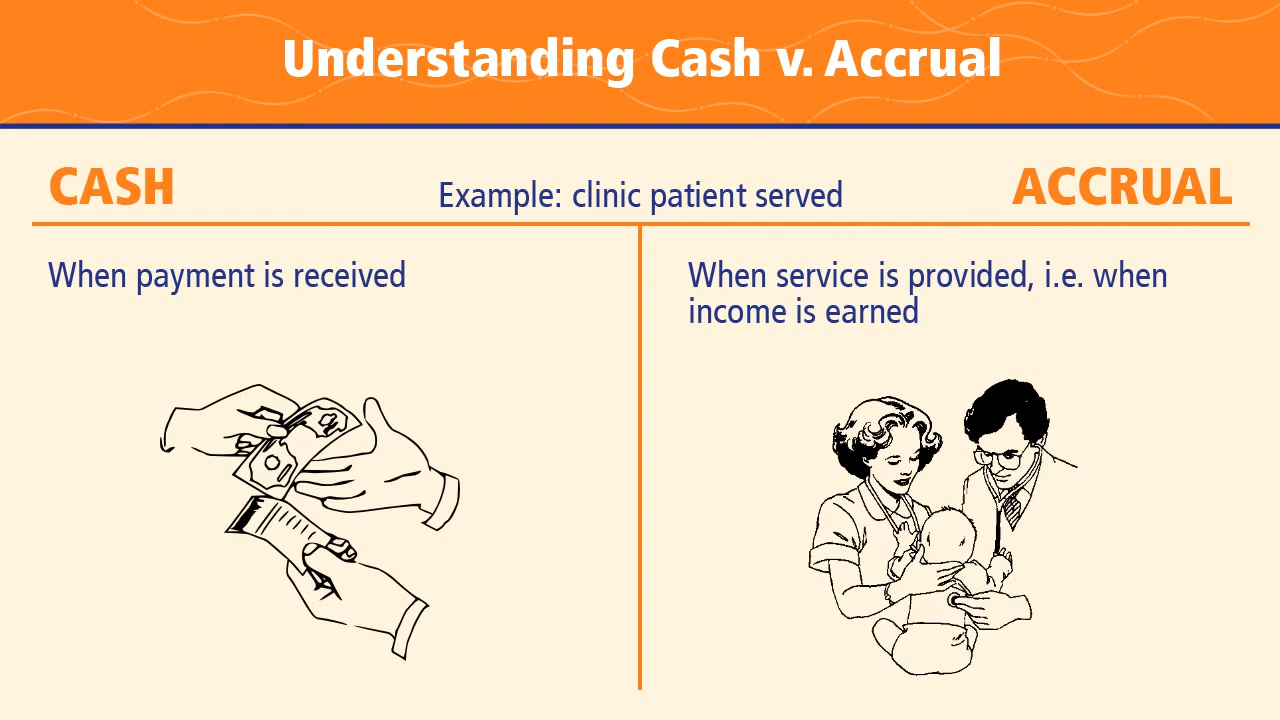 Understanding Cash v. Accrual
CASH
Example: clinic patient served
ACCRUAL
When payment is received
When service is provided, i.e. when
income is earned